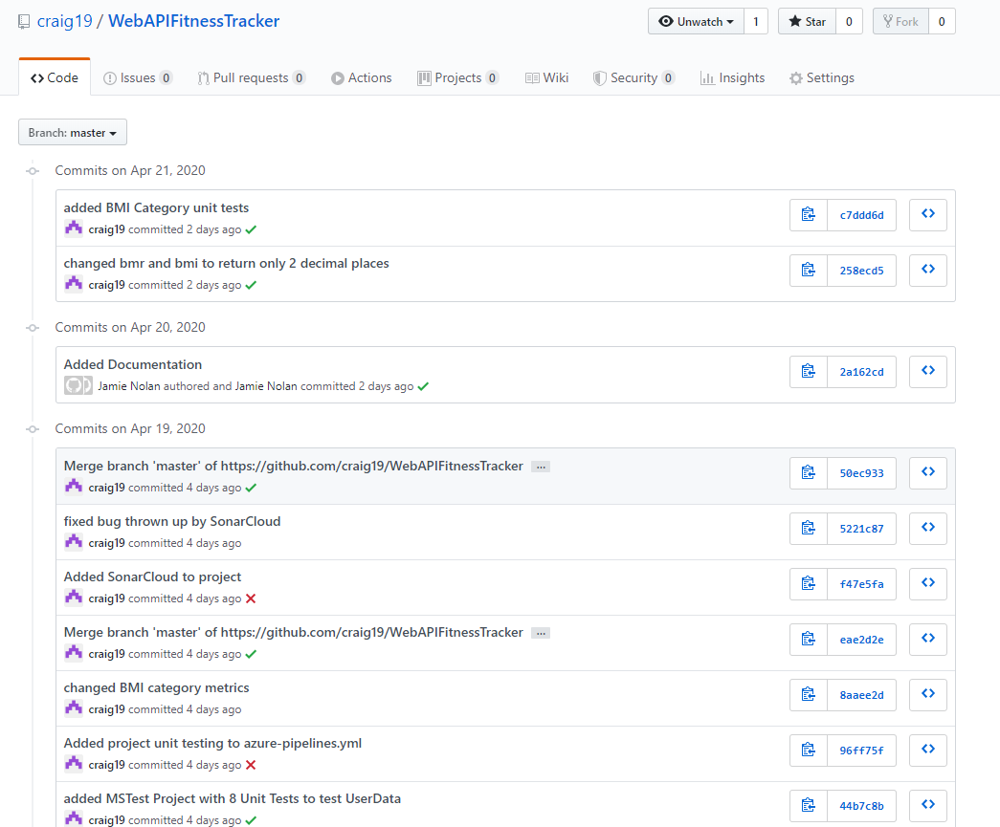 craig19 / WebAPIFitnessTracker
Unwatch 1 Star 0 Fork 0
Code Issues 0 Pull requests 0 Actions Projects 0 Wiki Security 0 Insights Settings
Branch: master
Commits on Apr 21, 2020
added BMI Category unit tests
craig19 committed 2 days ago
c7ddd6d
changed bmr and bmi to return only 2 decimal places
craig19 committed 2 days ago
258ecd5
Commits on Apr 20, 2020
Added Documentation
Jamie Nolan authored and Jamie Nolan committed 2 days ago
2a162cd
Commits on Apr 19, 2020
Merge branch 'master' of https://github.com/craig19/WebAPIFitnessTracker ...
craig19 committed 4 days ago
50ec933
fixed bug thrown up by SonarCloud
craig19 committed 4 days ago
5221c87
Added SonarCloud to project
craig19 committed 4 days ago
f47e5fa
Merge branch 'master' of https://github.com/craig19/WebAPIFitnessTracker ...
craig19 committed 4 days ago
eae2d2e
changed BMI category metrics
craig19 committed 4 days ago
8aaee2d
Added project unit testing to azure-pipelines.yml
craig19 committed 4 days ago
96ff75f
added MSTest Project with 8 Unit Tests to test UserData
craig19 committed 4 days ago
44b7c8b